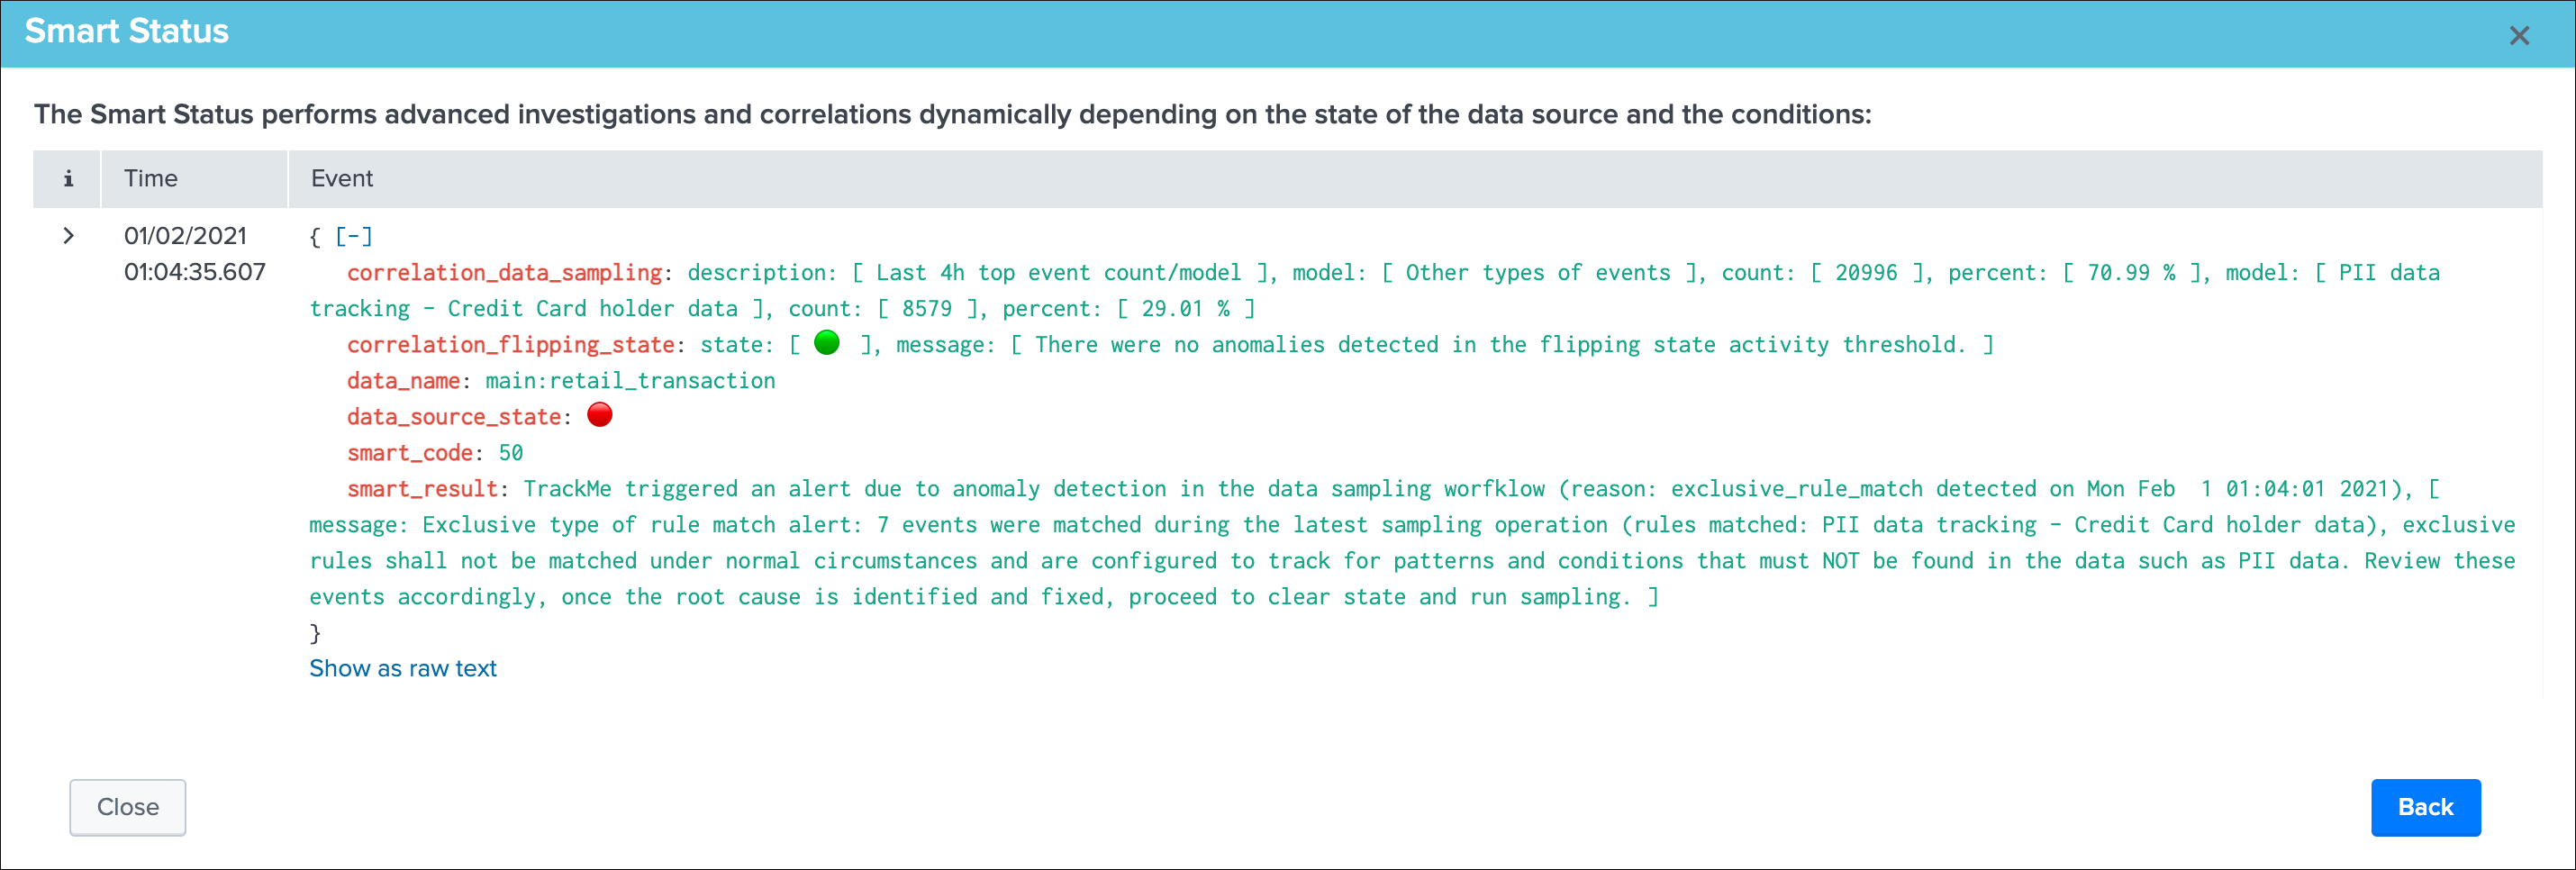 Smart Status
The Smart Status performs advanced investigations and correlations dynamically depending on the state of the data source and the conditions:
i Time Event
01/02/2021 { [-]
01:04:35.607 correlation_data_sampling: description: [ Last 4h top event count/model ], model: [ Other types of events ], count: [ 20996 ], percent: [ 70.99 % ], model: [ PII data
tracking - Credit Card holder data ], count: [ 8579 ], percent: [ 29.01 % ]
correlation_flipping_state: state: [ 🟢 ], message: [ There were no anomalies detected in the flipping state activity threshold. ]
data_name: main:retail_transaction
data_source_state: 🔴
smart_code: 50
smart_result: TrackMe triggered an alert due to anomaly detection in the data sampling worfklow (reason: exclusive_rule_match detected on Mon Feb  1 01:04:01 2021), [
message: Exclusive type of rule match alert: 7 events were matched during the latest sampling operation (rules matched: PII data tracking - Credit Card holder data), exclusive
rules shall not be matched under normal circumstances and are configured to track for patterns and conditions that must NOT be found in the data such as PII data. Review these
events accordingly, once the root cause is identified and fixed, proceed to clear state and run sampling. ]
}
Show as raw text
Close Back